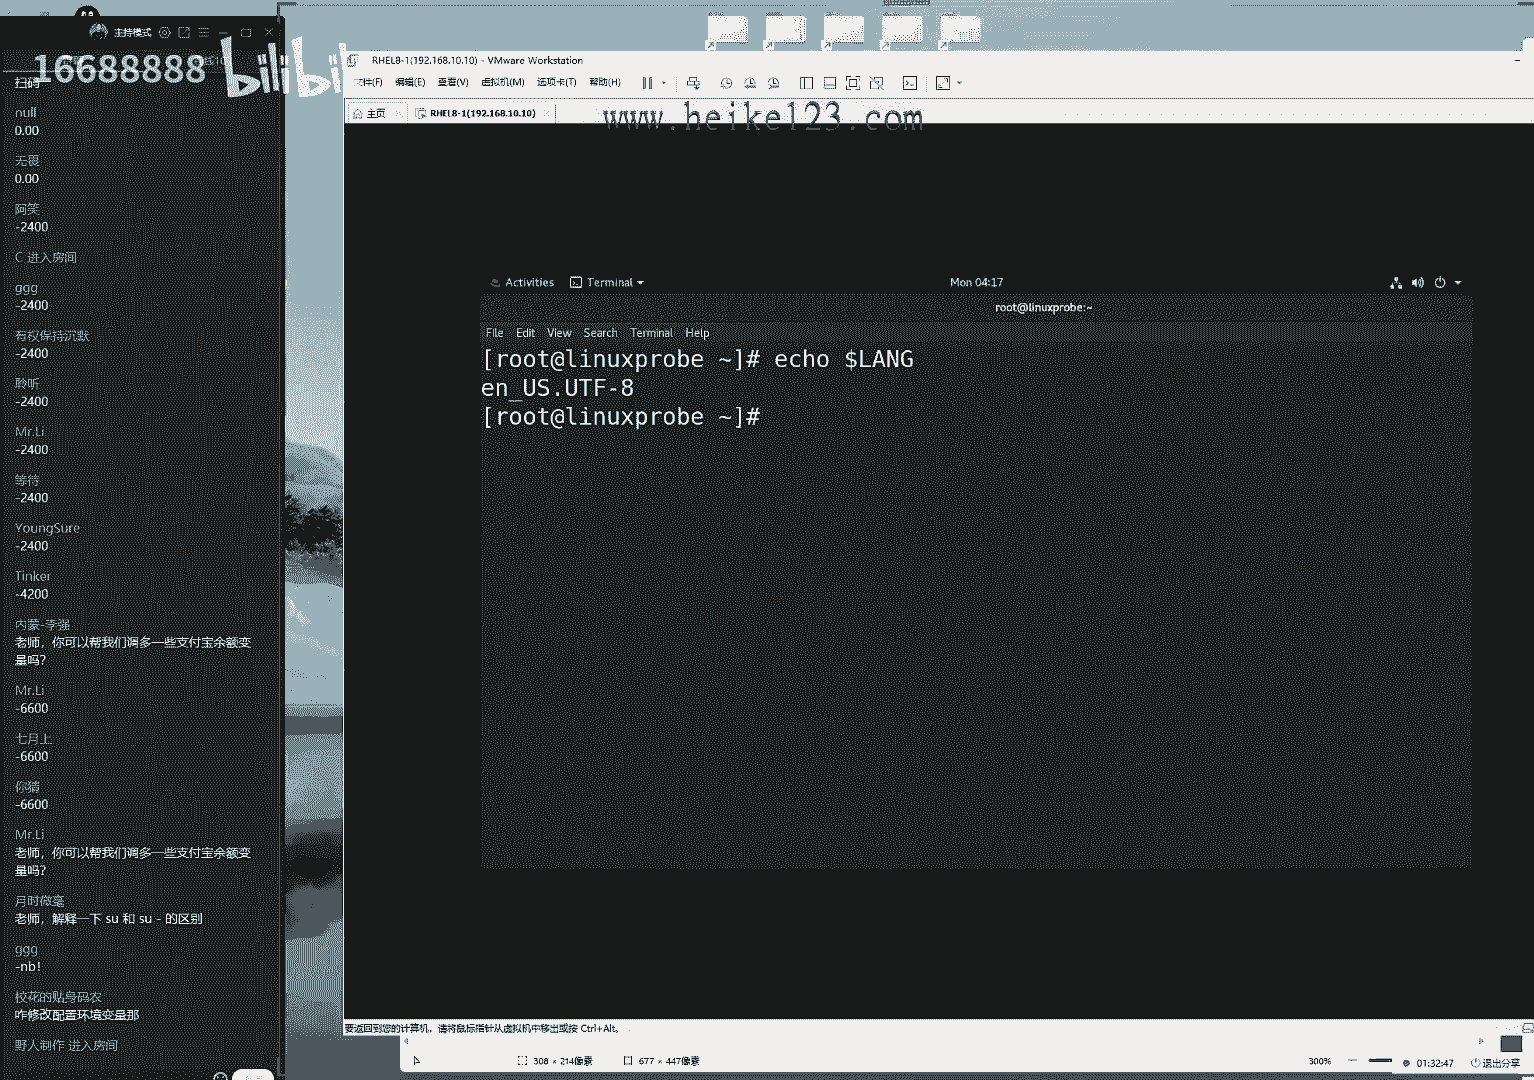 主持模式
16688888
bilibi
扫码
null
0.00
无畏
0.00
阿笑
-2400
C 进入房间
ggg
-2400
有权保持沉默
-2400
聆听
-2400
Mr.Li
-2400
等待
-2400
YoungSure
-2400
Tinker
-4200
内蒙-李强
老师，你可以帮我们调多一些支付宝余额变
量吗？
Mr.Li
-6600
七月上
-6600
你猜
-6600
Mr.Li
老师，你可以帮我们调多一些支付宝余额变
量吗？
月时微毫
老师，解释一下 su 和 su - 的区别
ggg
-nb!
校花的贴身码农
咋修改配置环境变量那
野人制作 进入房间
RHEL8-1(192.168.10.10) - VMware Workstation
文件(F) 编辑(E) 查看(V) 虚拟机(M) 选项卡(T) 帮助(H)
主页 RHEL8-1(192.168.10.10)
www.heike123.com
Activities Terminal Mon 04:17
root@linuxprobe:~
File Edit View Search Terminal Help
[root@linuxprobe ~]# echo $LANG
en_US.UTF-8
[root@linuxprobe ~]#
要返回到您的计算机，请将鼠标指针从虚拟机中移出或按 Ctrl+Alt。
308 × 214像素 677 × 447像素 300% 01:32:47 退出分享